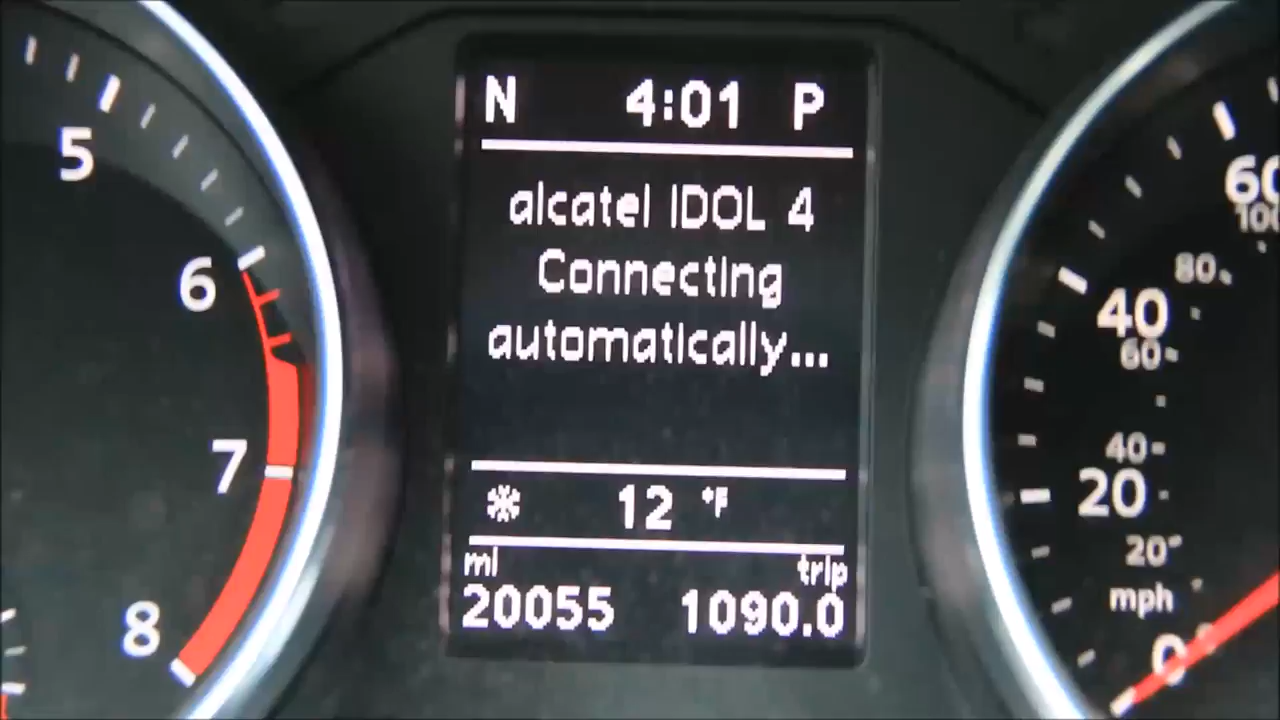 N 4:01 P
alcatel IDOL 4
Connecting
automatically...
12 °F
mi trip
20055 1090.0
5
6
7
8
60
100
80
40
60
40
20
20
mph
0